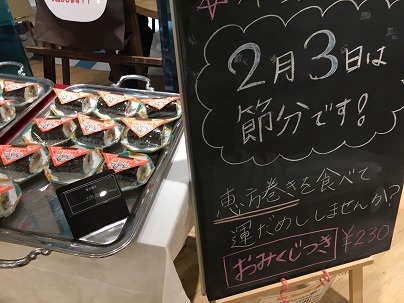 2月3日は
節分です!
恵方巻きを食べて
運だめししませんか?
おみくじつき ¥230